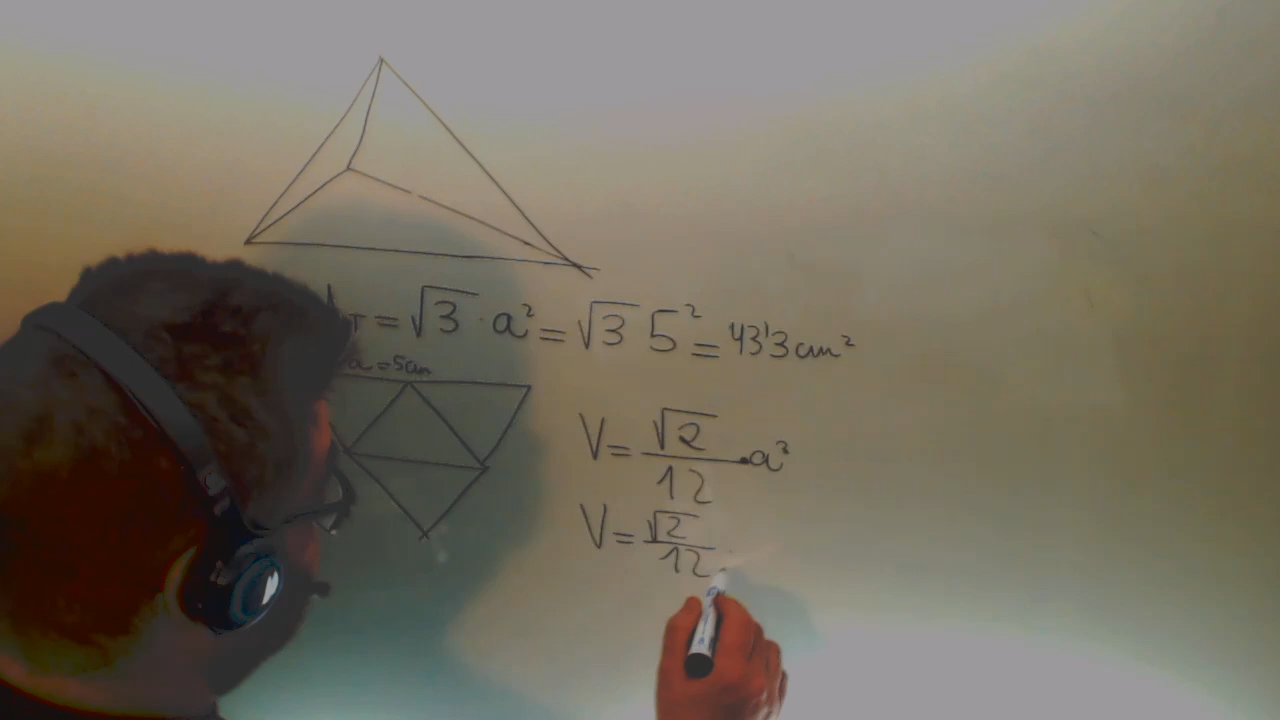 T = √3 · a² = √3 5² = 43'3 cm²
a = 5cm
V = √2/12 · a³
V = √2/12